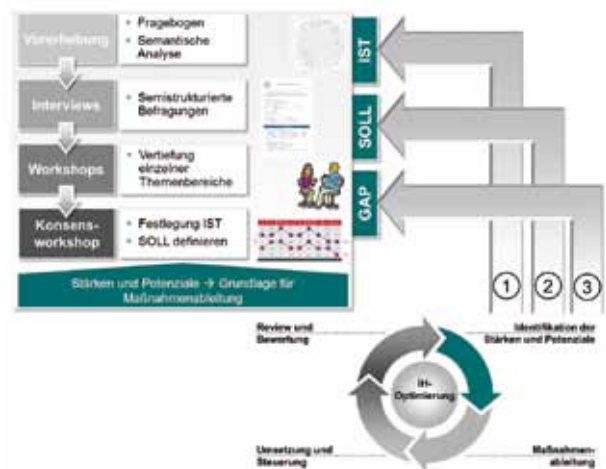 Vorerhebung
• Fragebogen
• Semantische
Analyse
Interviews
• Semistrukturierte
Befragungen
Workshops
• Vertiefung
einzelner
Themenbereiche
Konsens-
workshop
• Festlegung IST
• SOLL definieren
Stärken und Potenziale → Grundlage für
Maßnahmenableitung
IST
SOLL
GAP
1
2
3
Review und
Bewertung
Identifikation der
Stärken und Potenziale
IH-
Optimierung
Umsetzung und
Steuerung
Maßnahmen-
ableitung